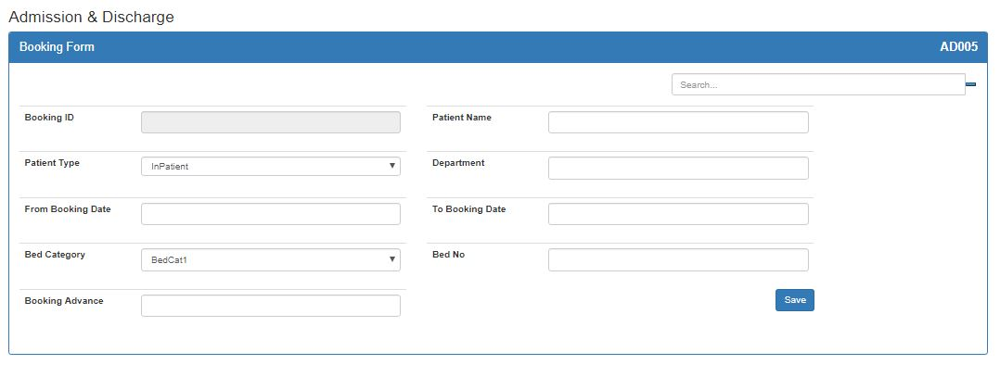 Admission & Discharge
Booking Form AD005
Search...
Booking ID Patient Name
Patient Type InPatient Department
From Booking Date To Booking Date
Bed Category BedCat1 Bed No
Booking Advance Save